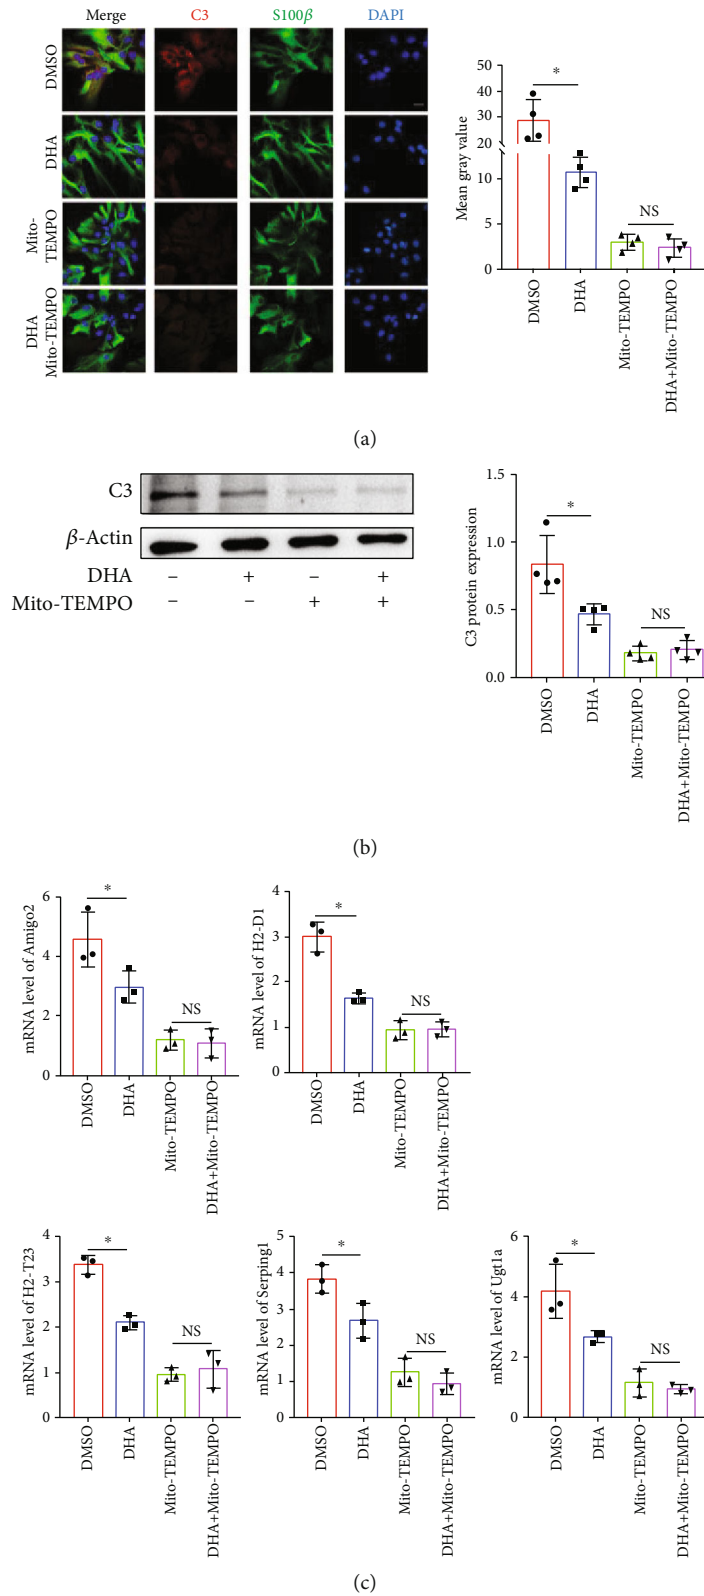 Merge C3 S100β DAPI
DMSO
DHA
Mito-
TEMPO
DHA
Mito-TEMPO
Mean gray value
50
40
30
20
10
5
0
*
NS
DMSO
DHA
Mito-TEMPO
DHA+Mito-TEMPO
(a)
C3
β-Actin
DHA – + – +
Mito-TEMPO – – + +
C3 protein expression
1.5
1.0
0.5
0.0
*
NS
DMSO
DHA
Mito-TEMPO
DHA+Mito-TEMPO
(b)
mRNA level of Amigo2
6
4
2
0
*
NS
DMSO
DHA
Mito-TEMPO
DHA+Mito-TEMPO
mRNA level of H2-D1
4
3
2
1
0
*
NS
DMSO
DHA
Mito-TEMPO
DHA+Mito-TEMPO
mRNA level of H2-T23
4
2
0
*
NS
DMSO
DHA
Mito-TEMPO
DHA+Mito-TEMPO
mRNA level of Serping1
5
4
3
2
1
0
*
NS
DMSO
DHA
Mito-TEMPO
DHA+Mito-TEMPO
mRNA level of Ugt1a
6
4
2
0
*
NS
DMSO
DHA
Mito-TEMPO
DHA+Mito-TEMPO
(c)